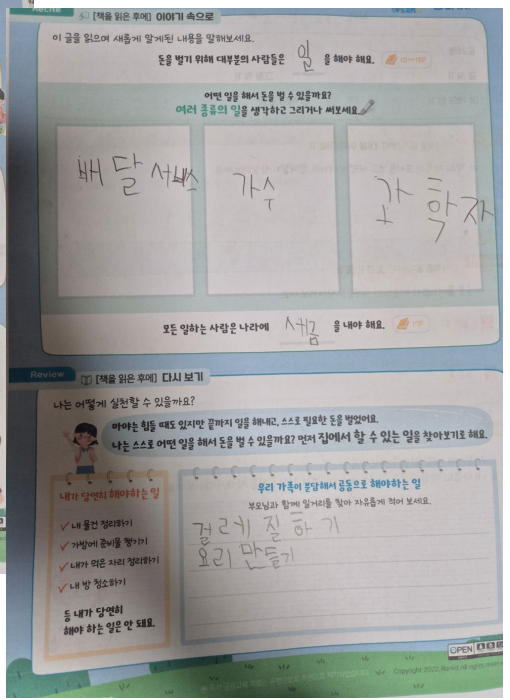 [책을 읽은 후에] 이야기 속으로
이 글을 읽으며 새롭게 알게된 내용을 말해보세요.
돈을 벌기 위해 대부분의 사람들은 일 을 해야 해요.
어떤 일을 해서 돈을 벌 수 있을까요?
여러 종류의 일을 생각하고 그리거나 써보세요
배달 서비스
가수
과학자
모든 일하는 사람은 나라에 세금 을 내야 해요.
Review
[책을 읽은 후에] 다시 보기
나는 어떻게 실천할 수 있을까요?
마야는 힘들 때도 있지만 끝까지 일을 해내고, 스스로 필요한 돈을 벌었어요.
나는 스스로 어떤 일을 해서 돈을 벌 수 있을까요? 먼저 집에서 할 수 있는 일을 찾아보기로 해요.
내가 당연히 해야하는 일
내 물건 정리하기
가방에 준비물 챙기기
내가 먹은 자리 정리하기
내 방 청소하기
등 내가 당연히
해야 하는 일은 안 돼요.
우리 가족이 분담해서 공동으로 해야하는 일
부모님과 함께 일거리를 찾아 자유롭게 적어 보세요.
걸레질하기
요리 만들기
OPEN
Copyright 2022.